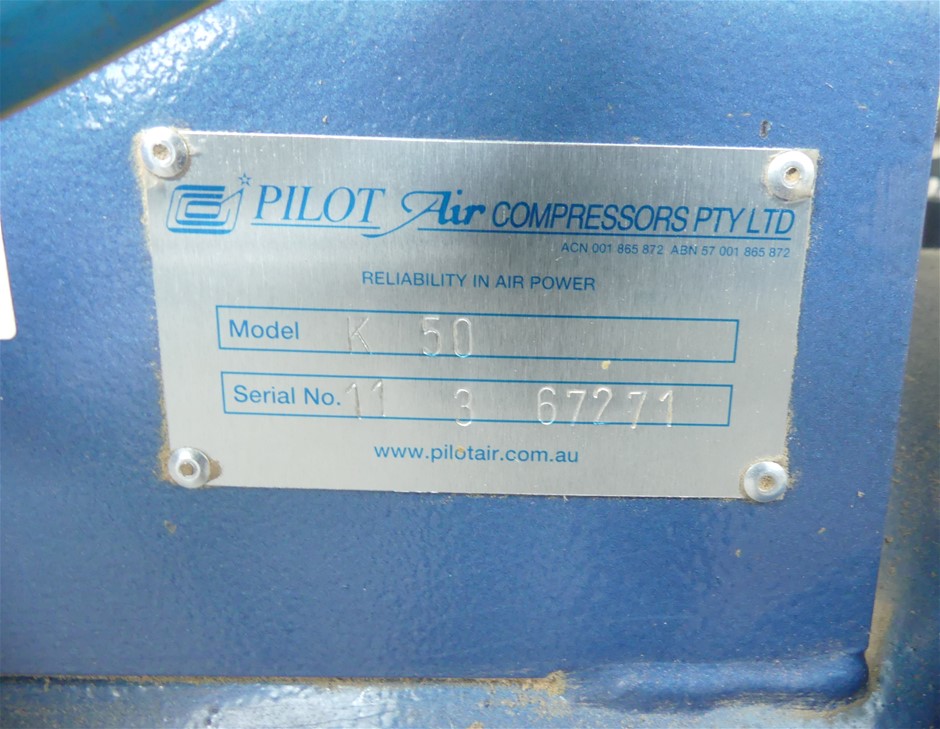 PILOT Air COMPRESSORS PTY LTD
ACN 001 865 872 ABN 57 001 865 872
RELIABILITY IN AIR POWER
Model K 50
Serial No. 11 3 67271
www.pilotair.com.au